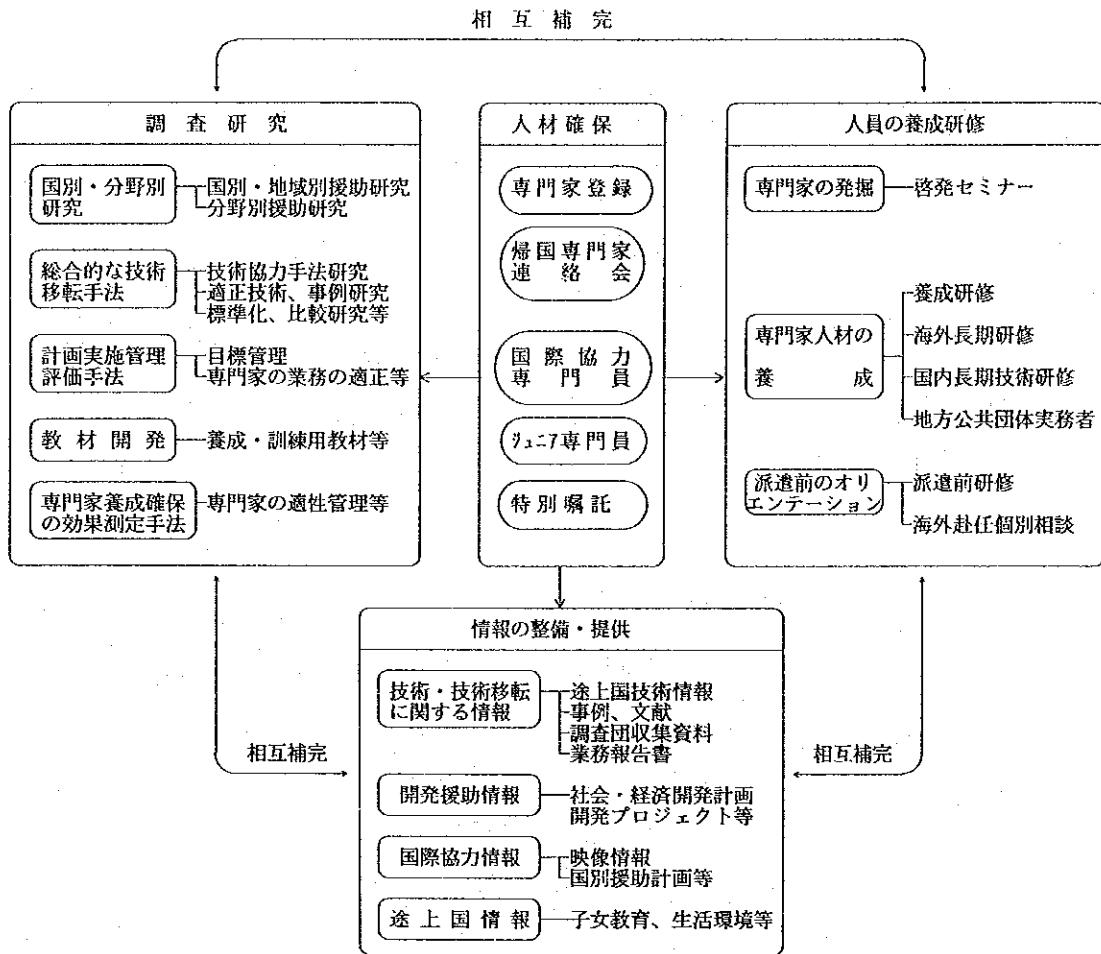 相互補完
調査研究
国別・分野別
研究
国別・地域別援助研究
分野別援助研究
総合的な技術
移転手法
技術協力手法研究
適正技術、事例研究
標準化、比較研究等
計画実施管理
評価手法
目標管理
専門家の業務の適正等
教材開発
養成・訓練用教材等
専門家養成確保
の効果測定手法
専門家の適性管理等
人材確保
専門家登録
帰国専門家
連絡会
国際協力
専門員
ジュニア専門員
特別嘱託
人員の養成研修
専門家の発掘
啓発セミナー
専門家人材の
養成
養成研修
海外長期研修
国内長期技術研修
地方公共団体実務者
派遣前のオリ
エンテーション
派遣前研修
海外赴任個別相談
相互補完
相互補完
情報の整備・提供
技術・技術移転
に関する情報
途上国技術情報
事例、文献
調査団収集資料
業務報告書
開発援助情報
社会・経済開発計画
開発プロジェクト等
国際協力情報
映像情報
国別援助計画等
途上国情報
子女教育、生活環境等